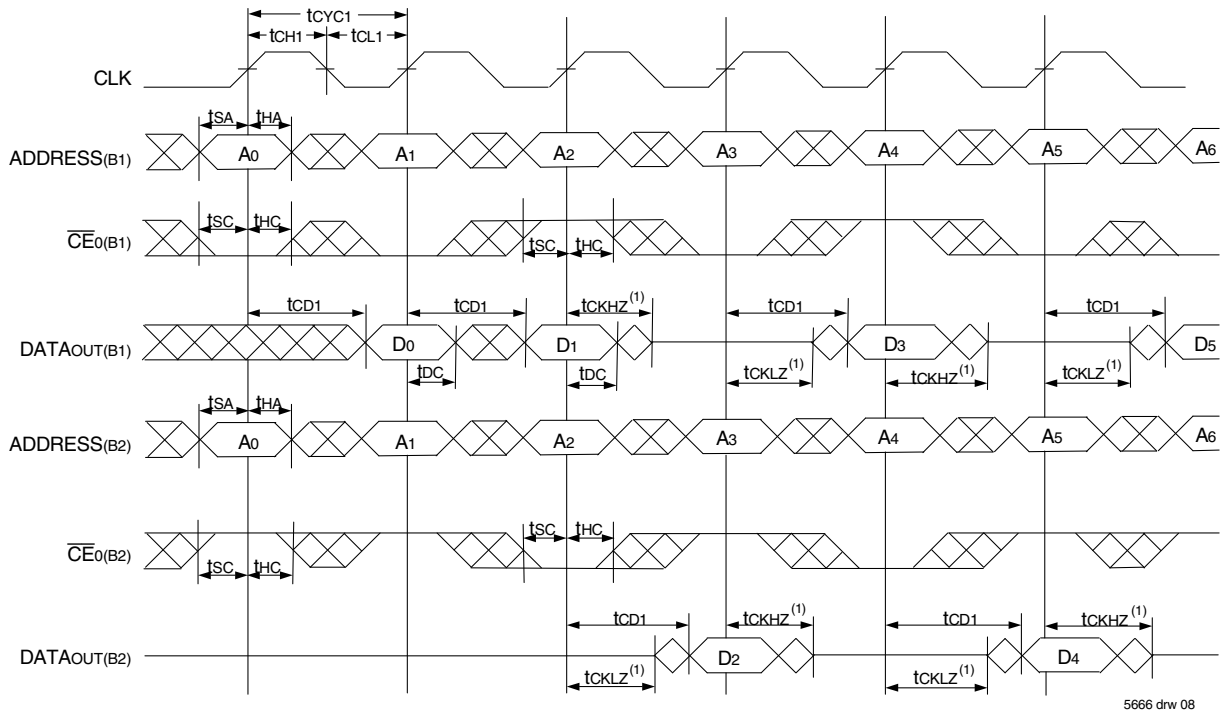 tCYC1
tCH1 tCL1
CLK
tSA tHA
ADDRESS(B1) A0 A1 A2 A3 A4 A5 A6
tSC tHC
CE0(B1)
tSC tHC
tCD1 tCD1 tCKHZ(1) tCD1 tCD1
DATAOUT(B1) D0 D1 D3 D5
tDC tDC tCKLZ(1) tCKHZ(1) tCKLZ(1)
tSA tHA
ADDRESS(B2) A0 A1 A2 A3 A4 A5 A6
tSC tHC
CE0(B2)
tSC tHC
tCD1 tCKHZ(1) tCD1 tCKHZ(1)
DATAOUT(B2) D2 D4
tCKLZ(1) tCKLZ(1)
5666 drw 08